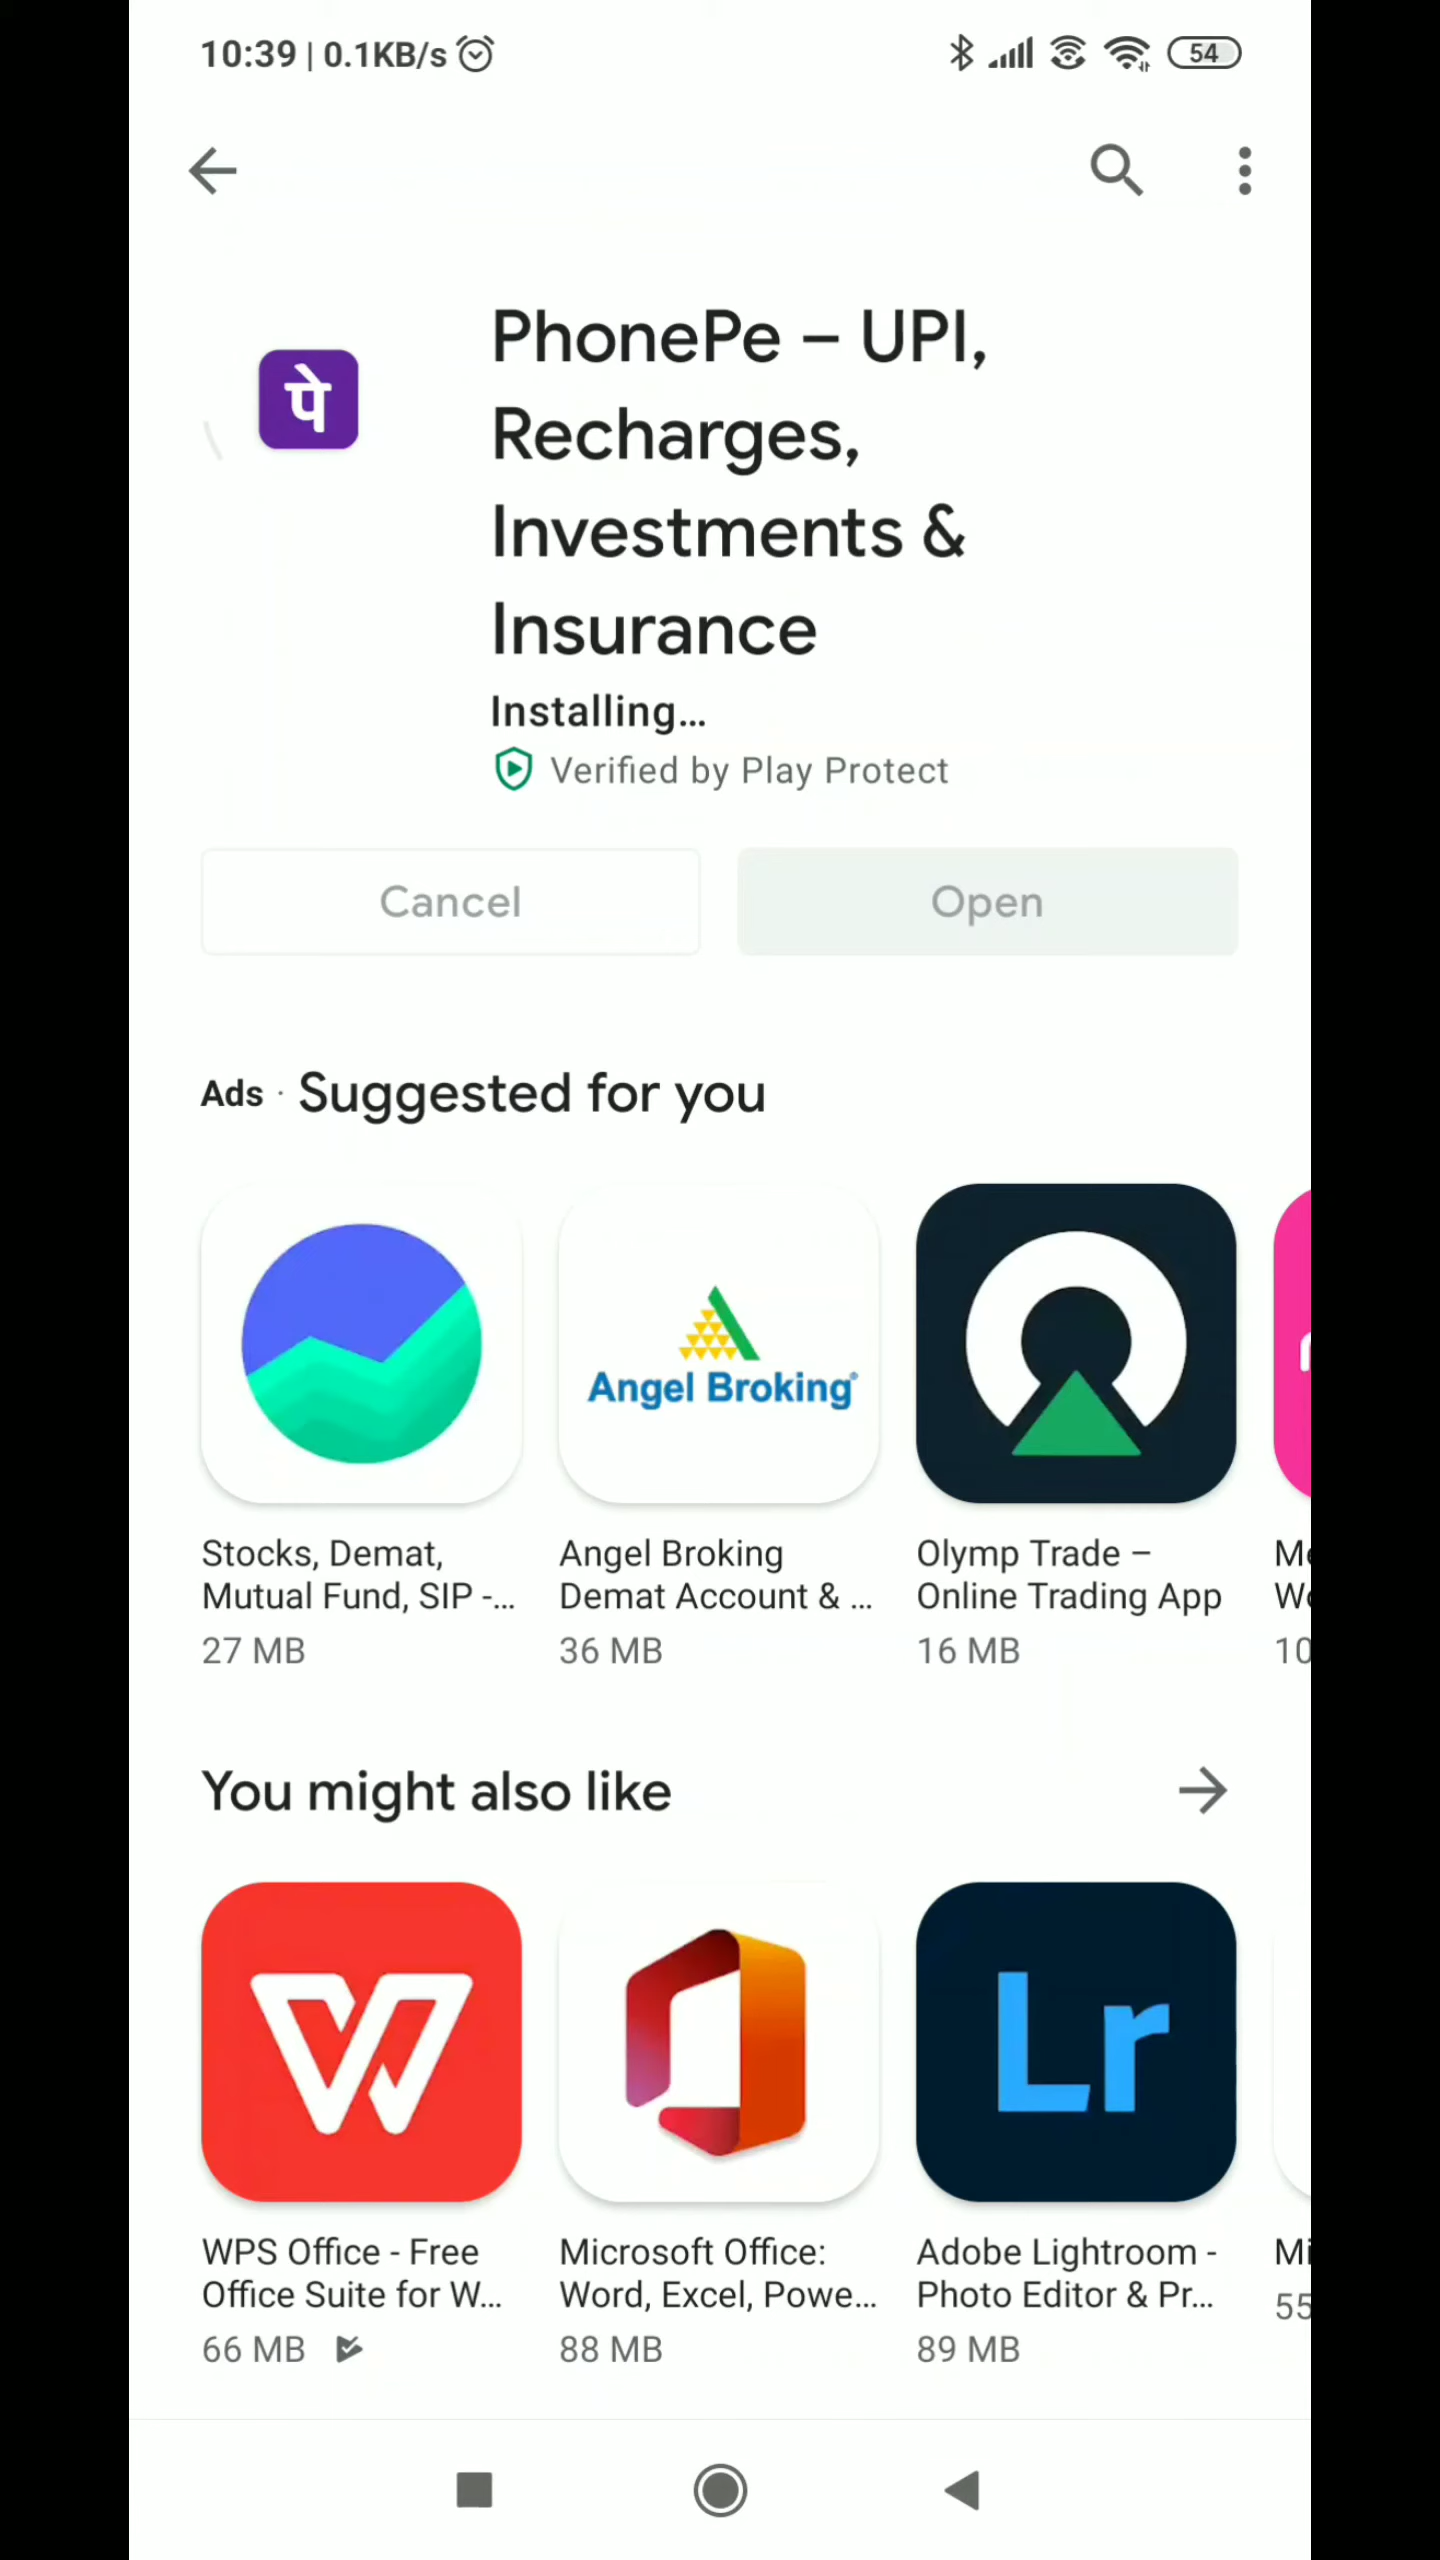 10:39 | 0.1KB/s
54
पे
PhonePe – UPI,
Recharges,
Investments &
Insurance
Installing...
Verified by Play Protect
Cancel
Open
Ads · Suggested for you
Angel Broking
Stocks, Demat,
Mutual Fund, SIP -...
27 MB
Angel Broking
Demat Account & ...
36 MB
Olymp Trade –
Online Trading App
16 MB
You might also like
W
Lr
WPS Office - Free
Office Suite for W...
66 MB
Microsoft Office:
Word, Excel, Powe...
88 MB
Adobe Lightroom -
Photo Editor & Pr...
89 MB
Mi
55